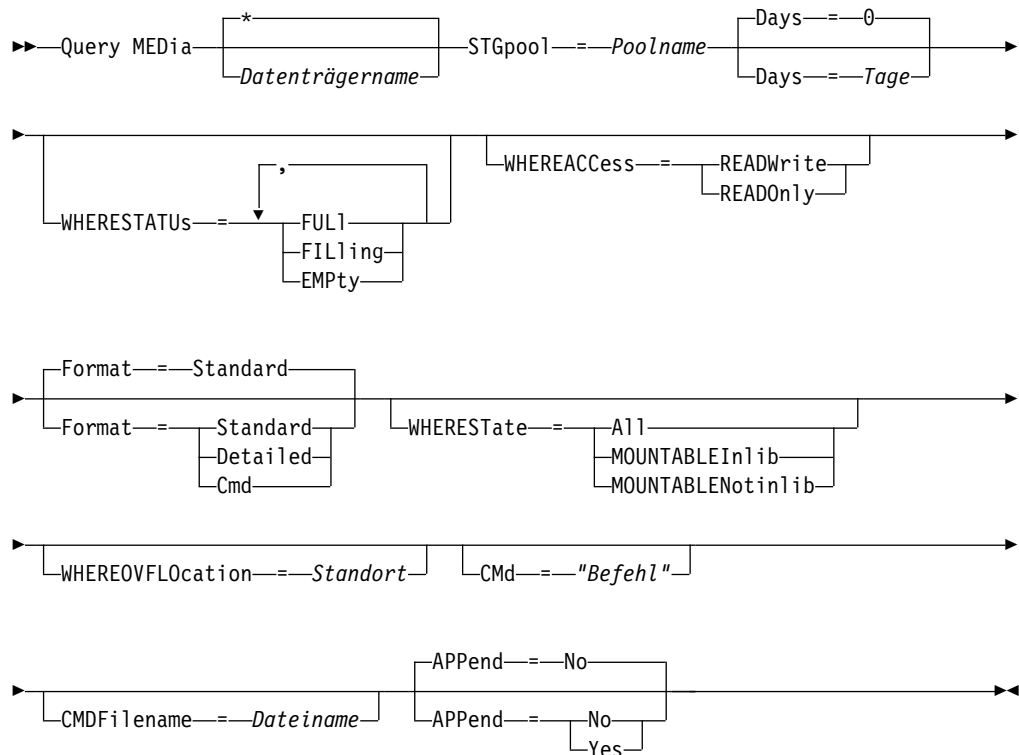 * Days = 0
Query MEDia STGpool = Poolname
Datenträgername Days = Tage
, WHEREACCess = READWrite
READOnly
WHERESTATUs = FULl
FILling
EMPty
Format = Standard
Format = Standard WHERESTate = All
Detailed MOUNTABLEInlib
Cmd MOUNTABLENotinlib
WHEREOVFLOcation = Standort CMd = "Befehl"
APPend = No
CMDFilename = Dateiname APPend = No
Yes